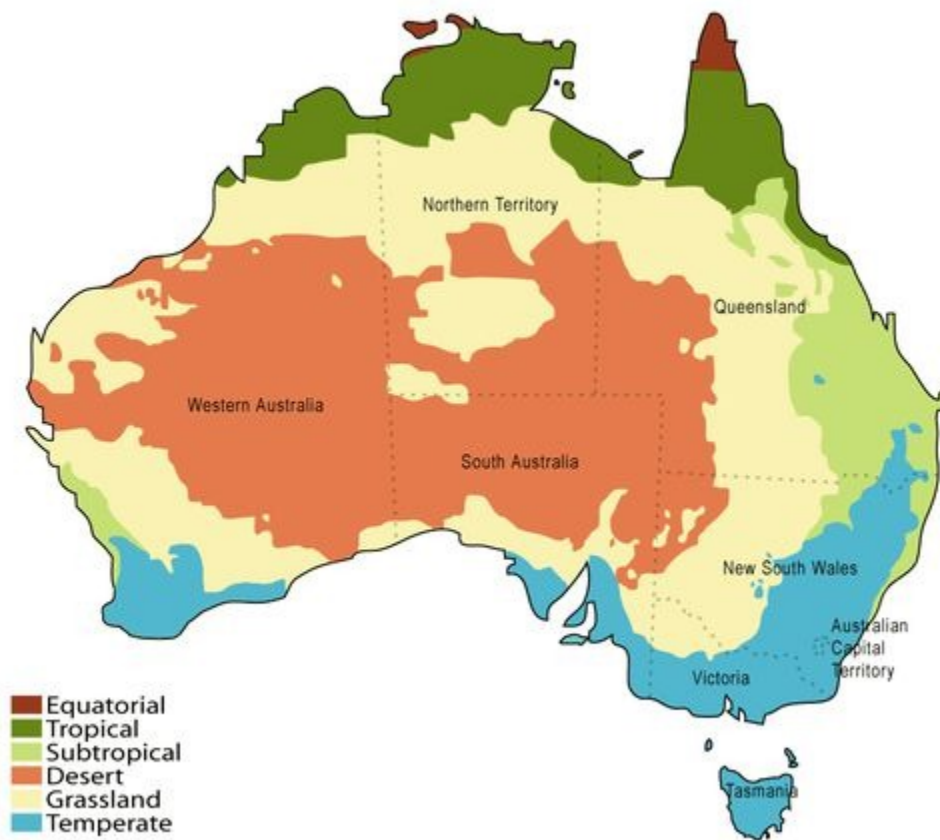 Northern Territory
Queensland
Western Australia
South Australia
New South Wales
Australian
Capital
Territory
Victoria
Tasmania
Equatorial
Tropical
Subtropical
Desert
Grassland
Temperate